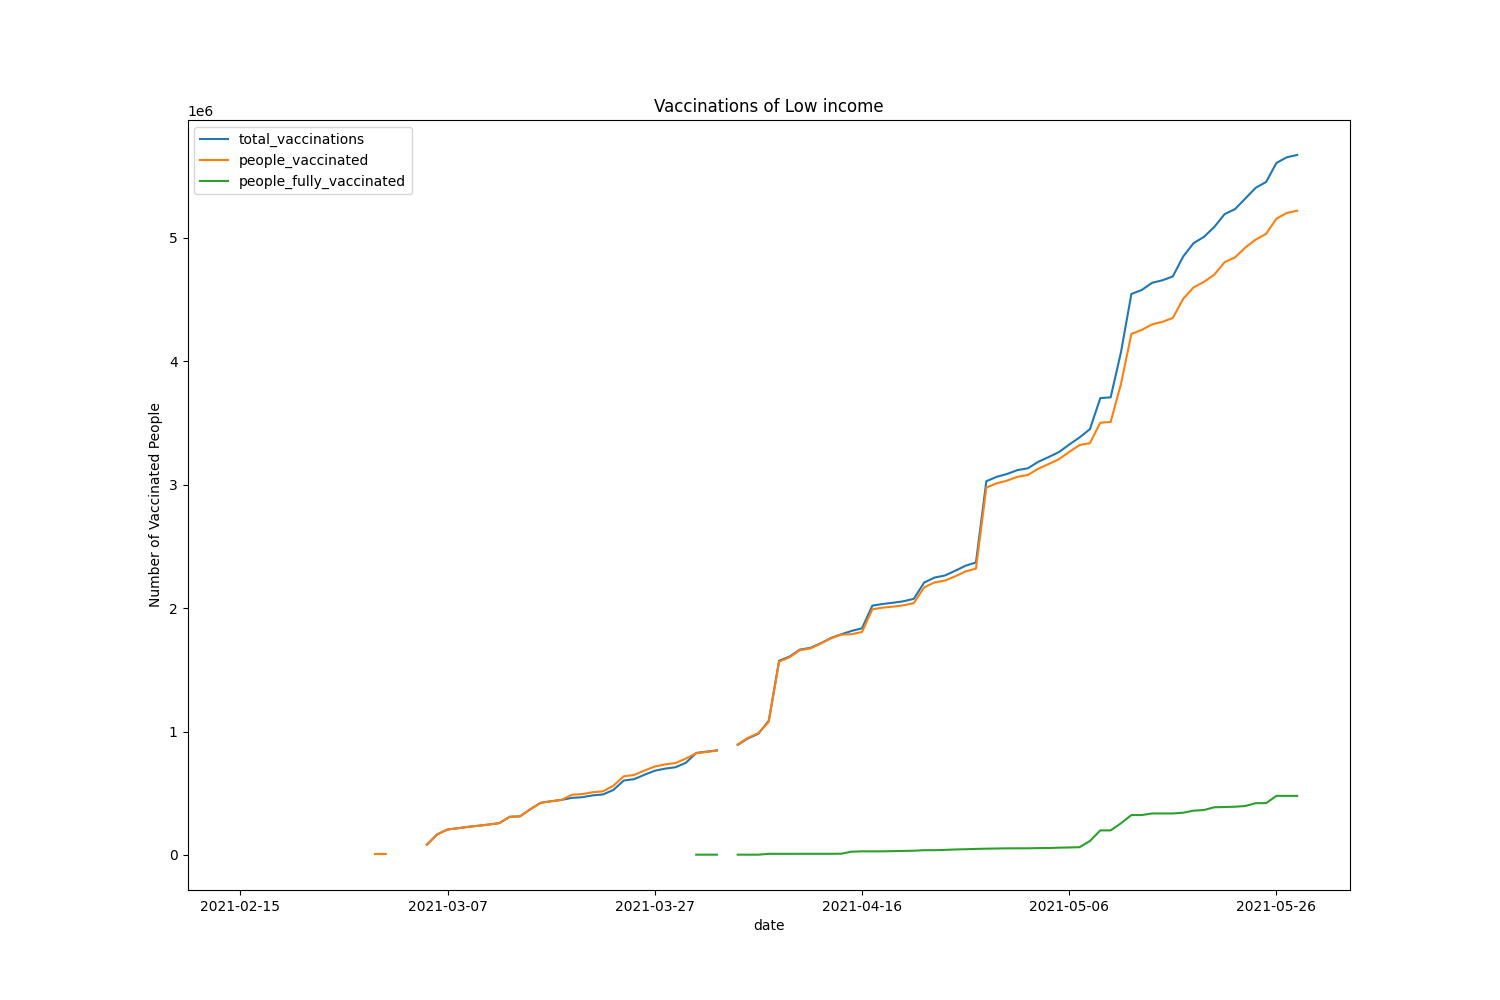 Vaccinations of Low income
1e6
total_vaccinations
people_vaccinated
people_fully_vaccinated
5
4
3
2
1
0
Number of Vaccinated People
2021-02-15 2021-03-07 2021-03-27 2021-04-16 2021-05-06 2021-05-26
date